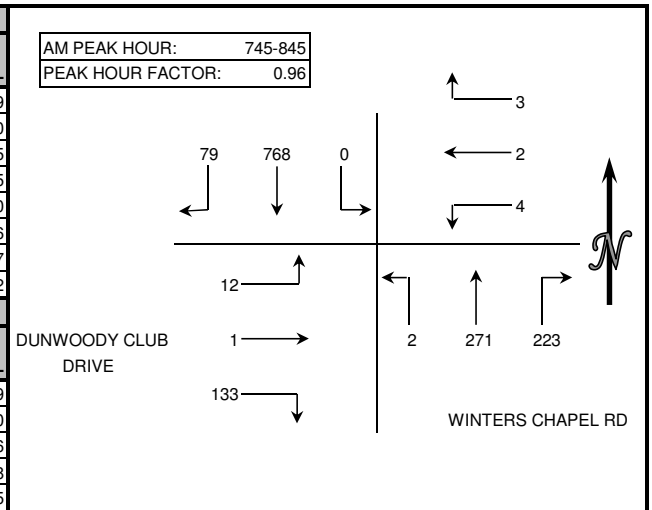 AM PEAK HOUR: 745-845
PEAK HOUR FACTOR: 0.96
3
79 768 0
2
4
N
12
DUNWOODY CLUB 1
DRIVE
2 271 223
133
WINTERS CHAPEL RD